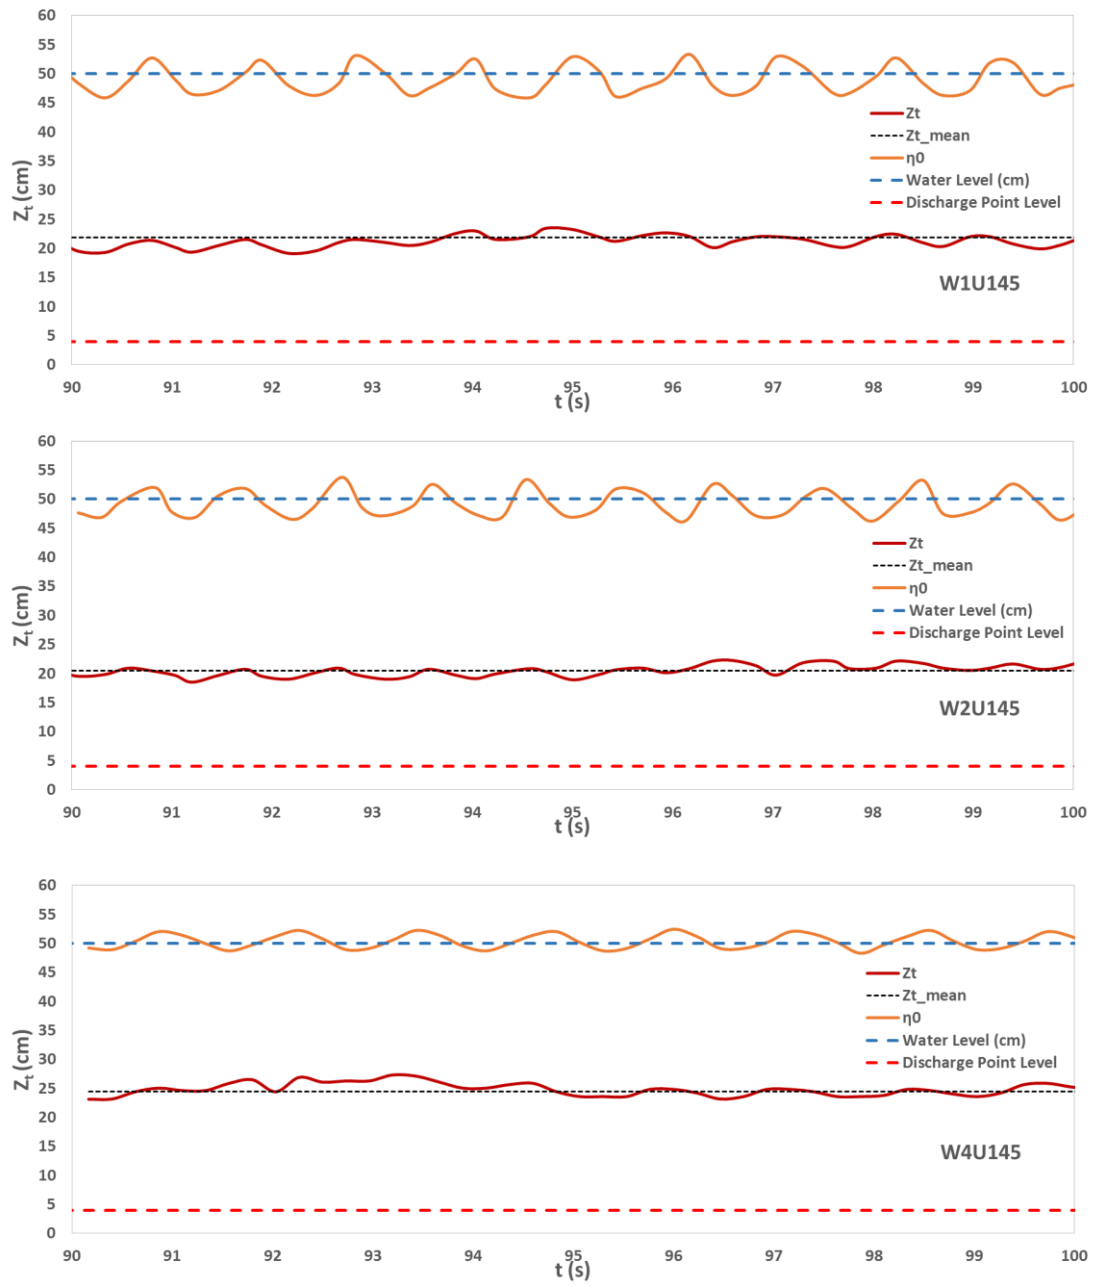 60
55
50
45
40
35
30
25
20
15
10
5
0
Zt (cm)
Zt
Zt_mean
η0
Water Level (cm)
Discharge Point Level
W1U145
90 91 92 93 94 95 96 97 98 99 100
t (s)
60
55
50
45
40
35
30
25
20
15
10
5
0
Zt (cm)
Zt
Zt_mean
η0
Water Level (cm)
Discharge Point Level
W2U145
90 91 92 93 94 95 96 97 98 99 100
t (s)
60
55
50
45
40
35
30
25
20
15
10
5
0
Zt (cm)
Zt
Zt_mean
η0
Water Level (cm)
Discharge Point Level
W4U145
90 91 92 93 94 95 96 97 98 99 100
t (s)